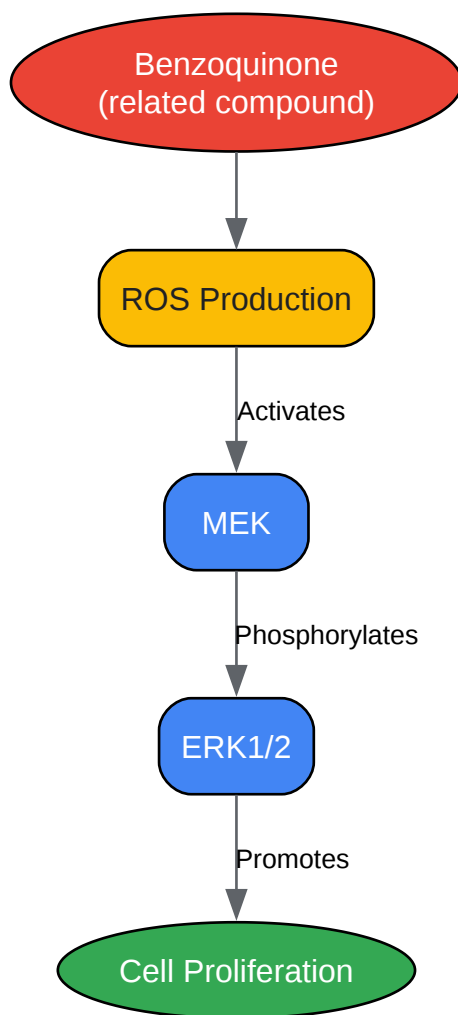 Benzoquinone
(related compound)
ROS Production
Activates
MEK
Phosphorylates
ERK1/2
Promotes
Cell Proliferation